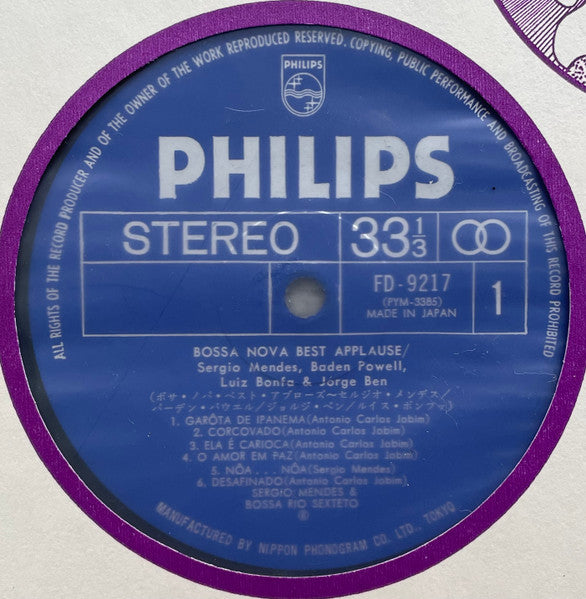 ALL RIGHTS OF THE RECORD PRODUCER AND OF THE OWNER OF THE WORK REPRODUCED RESERVED. COPYING, PUBLIC PERFORMANCE AND BROADCASTING OF THIS RECORD PROHIBITED
PHILIPS
PHILIPS
STEREO 33 1/3
FD-9217
(PYM-3385)
MADE IN JAPAN
1
BOSSA NOVA BEST APPLAUSE/
Sergio Mendes, Baden Powell,
Luiz Bonfa & Jorge Ben
(ボサ・ノバ・ベスト・アプローズ〜セルジオ・メンデス/
バーデン・パウエル/ジョルジ・ベン/ルイス・ボンファ)
1. GARÔTA DE IPANEMA(Antonio Carlos Jobim)
2. CORCOVADO(Antonio Carlos Jobim)
3. ELA É CARIOCA(Antonio Carlos Jobim)
4. O AMOR EM PAZ(Antonio Carlos Jobim)
5. NÔA . . . NÔA(Sergio Mendes)
6. DESAFINADO(Antonio Carlos Jobim)
SERGIO MENDES &
BOSSA RIO SEXTETO
Ⓡ
MANUFACTURED BY NIPPON PHONOGRAM CO. LTD., TOKYO